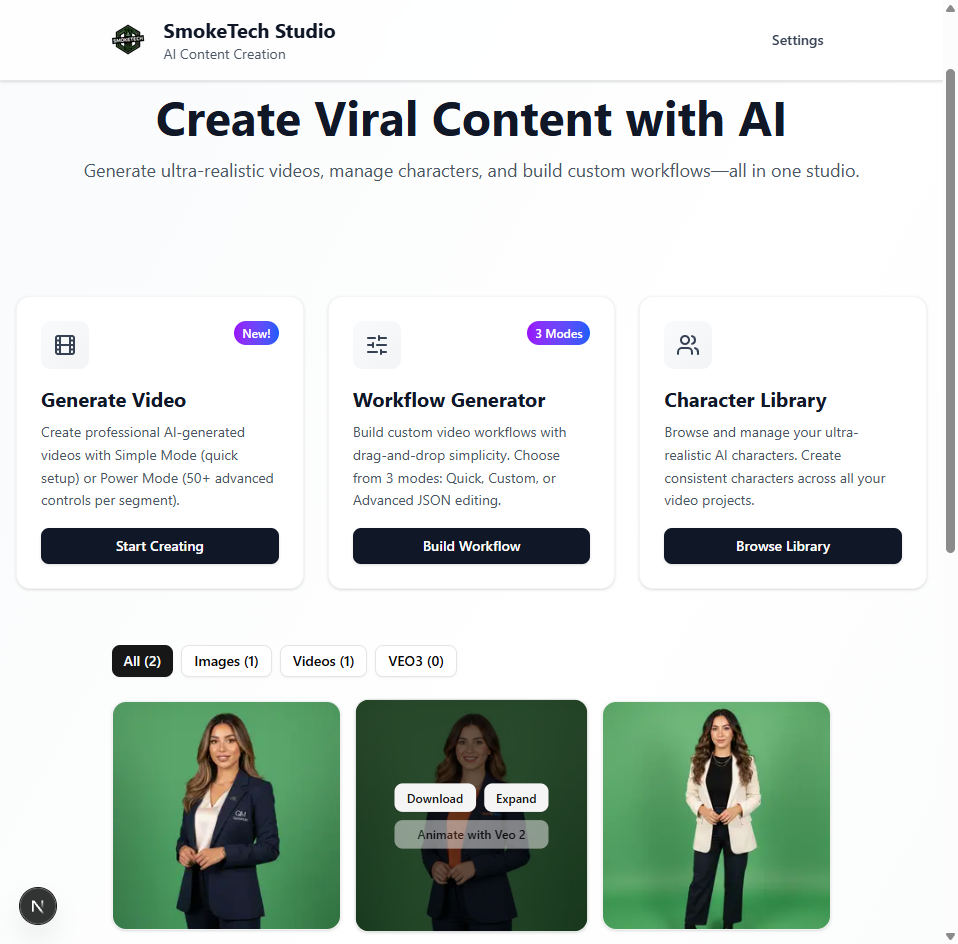 SMOKETECH
SmokeTech Studio
AI Content Creation
Settings
Create Viral Content with AI
Generate ultra-realistic videos, manage characters, and build custom workflows—all in one studio.
New!
Generate Video
Create professional AI-generated
videos with Simple Mode (quick
setup) or Power Mode (50+ advanced
controls per segment).
Start Creating
3 Modes
Workflow Generator
Build custom video workflows with
drag-and-drop simplicity. Choose
from 3 modes: Quick, Custom, or
Advanced JSON editing.
Build Workflow
Character Library
Browse and manage your ultra-
realistic AI characters. Create
consistent characters across all your
video projects.
Browse Library
All (2)
Images (1)
Videos (1)
VEO3 (0)
Download
Expand
Animate with Veo 2
N